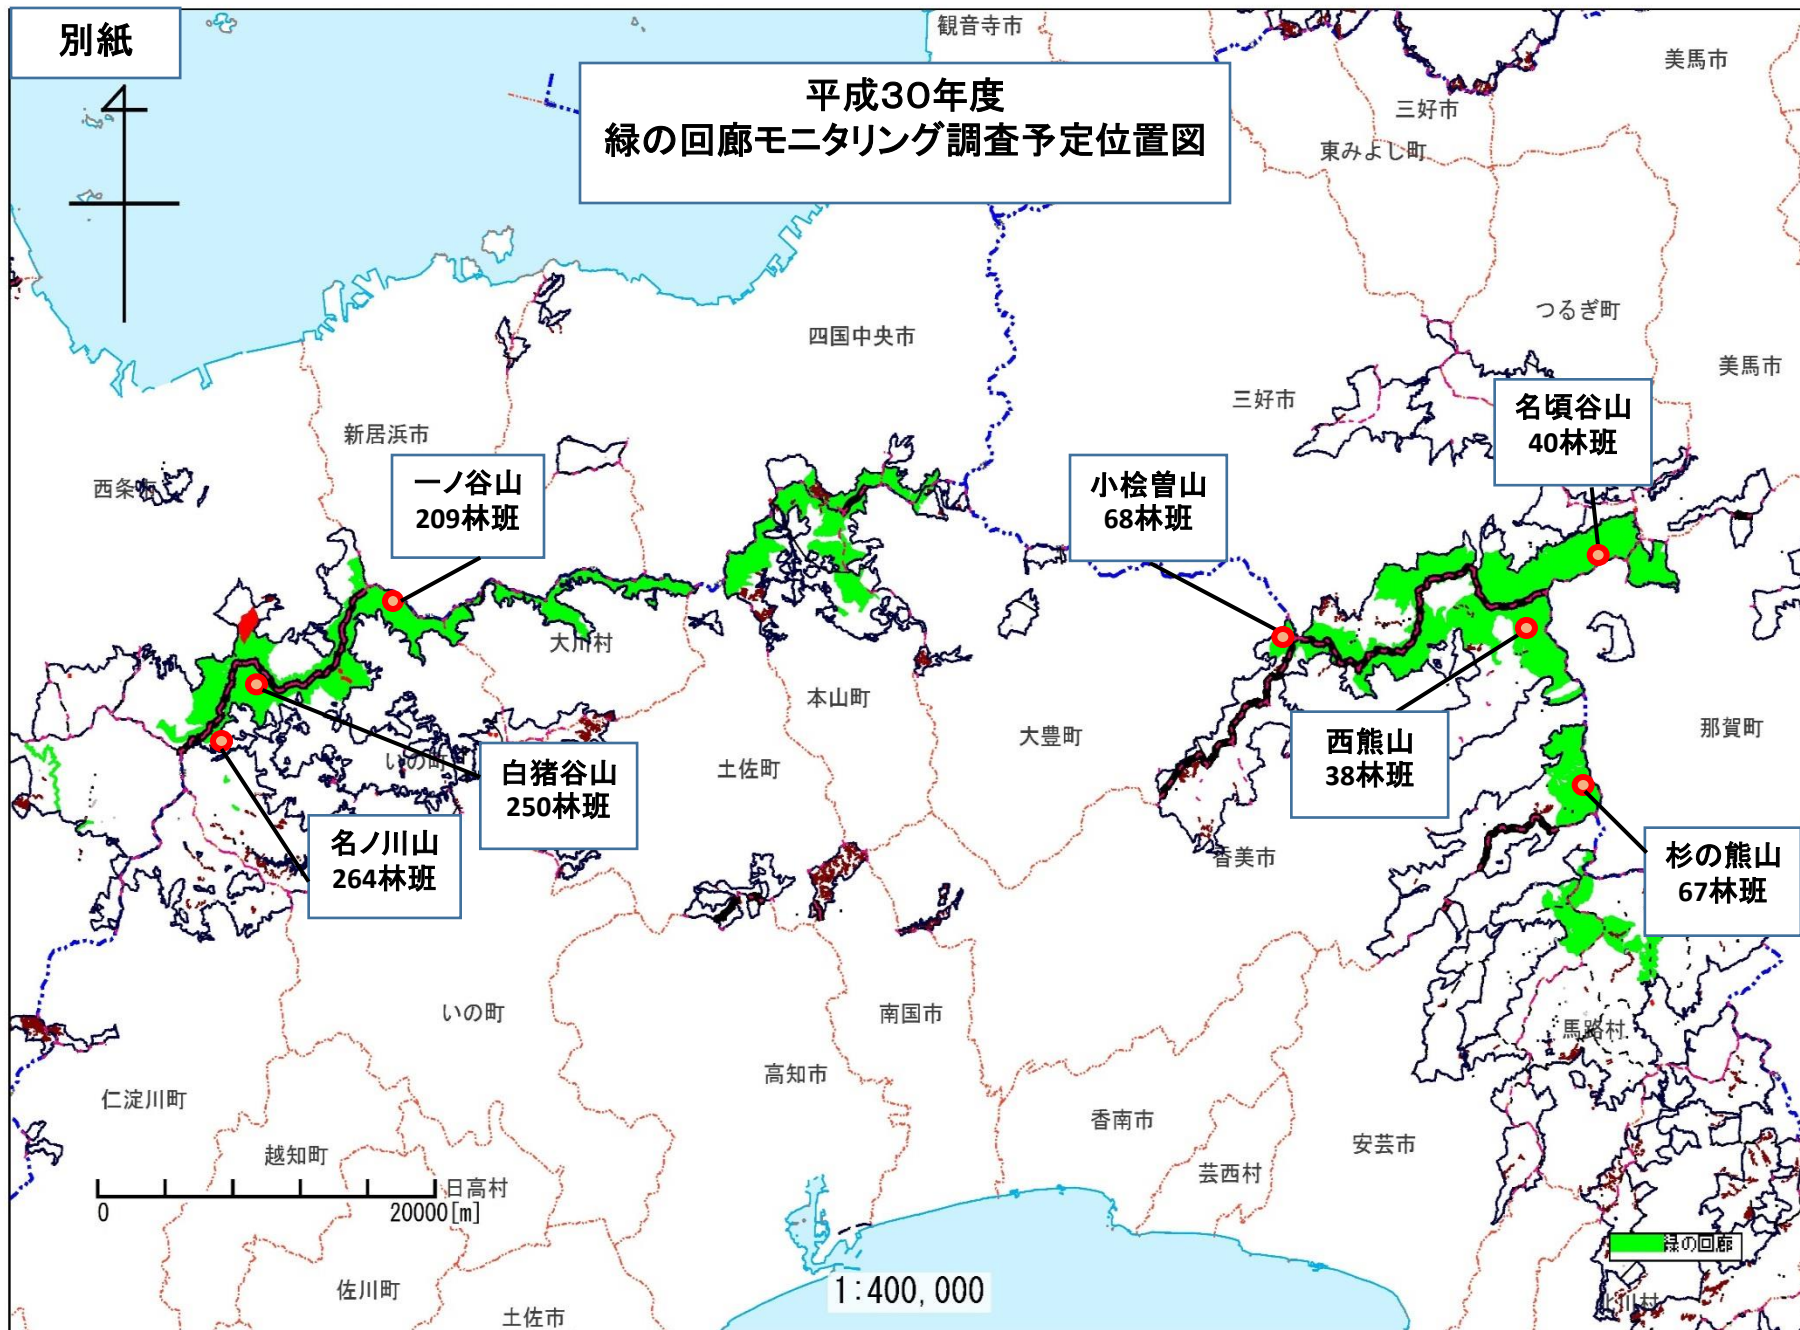 別紙
平成30年度
緑の回廊モニタリング調査予定位置図
観音寺市
美馬市
三好市
東みよし町
つるぎ町
四国中央市
美馬市
三好市
新居浜市
西条市
名頃谷山
40林班
一ノ谷山
209林班
小桧曽山
68林班
大川村
本山町
大豊町
土佐町
那賀町
いの町
西熊山
38林班
白猪谷山
250林班
名ノ川山
264林班
香美市
杉の熊山
67林班
いの町
南国市
馬路村
高知市
仁淀川町
香南市
安芸市
越知町
芸西村
日高村
0
20000[m]
緑の回廊
佐川町
1:400,000
土佐市
北川村